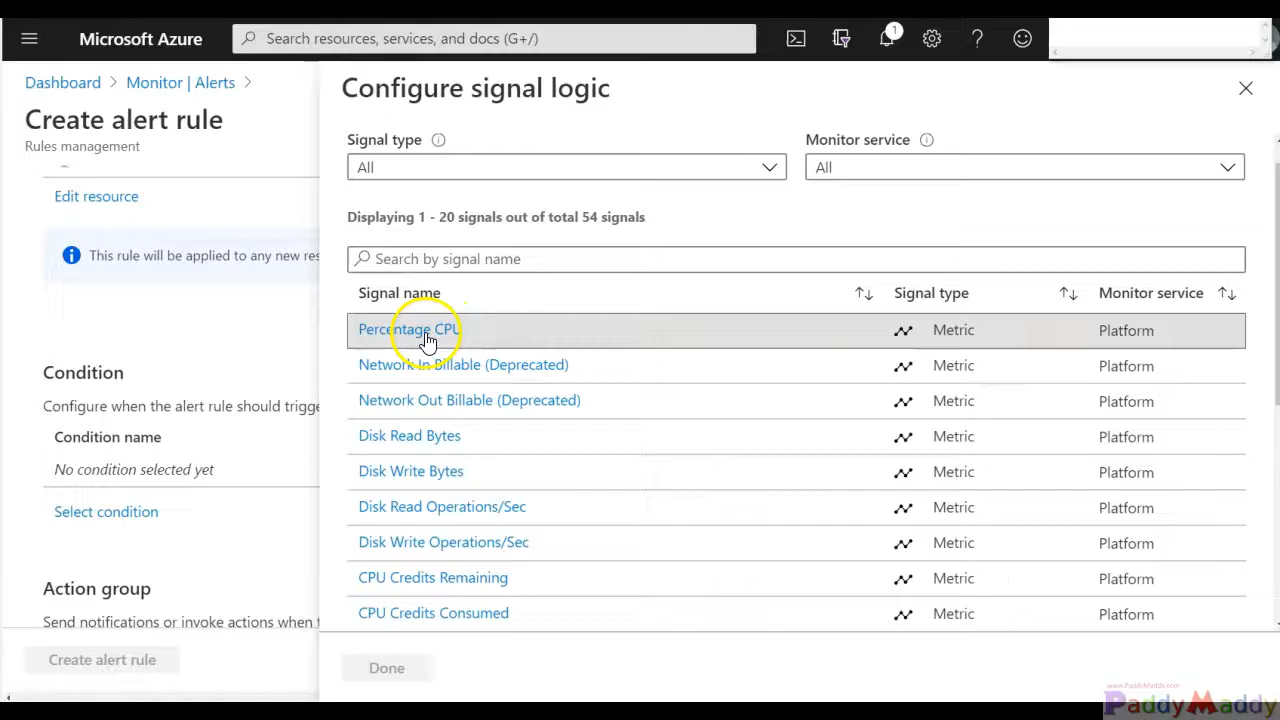 Microsoft Azure
Search resources, services, and docs (G+/)
1
Dashboard > Monitor | Alerts >
Create alert rule
Rules management
Edit resource
This rule will be applied to any new res
Condition
Configure when the alert rule should trigge
Condition name
No condition selected yet
Select condition
Action group
Send notifications or invoke actions when t
Create alert rule
Configure signal logic
Signal type
Monitor service
All
All
Displaying 1 - 20 signals out of total 54 signals
Search by signal name
Signal name Signal type Monitor service
Percentage CPU Metric Platform
Network In Billable (Deprecated) Metric Platform
Network Out Billable (Deprecated) Metric Platform
Disk Read Bytes Metric Platform
Disk Write Bytes Metric Platform
Disk Read Operations/Sec Metric Platform
Disk Write Operations/Sec Metric Platform
CPU Credits Remaining Metric Platform
CPU Credits Consumed Metric Platform
Done
www.PaddyMaddy.com
PaddyMaddy